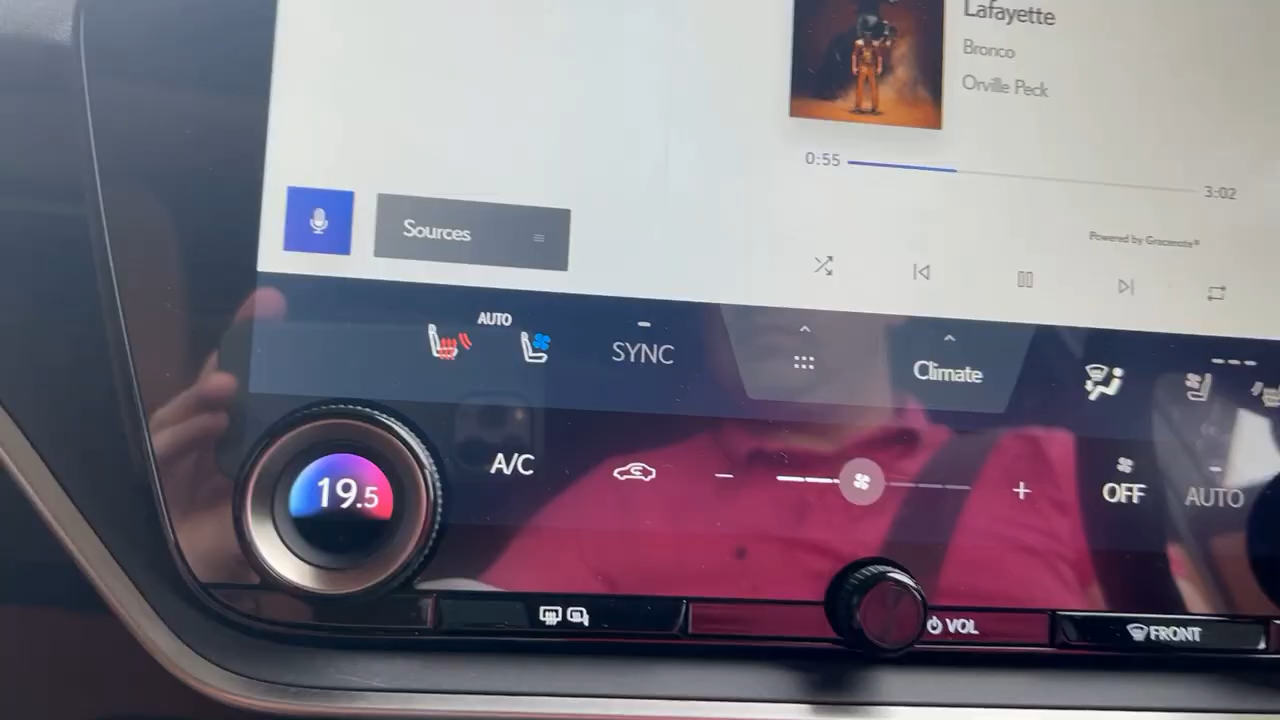 Lafayette
Bronco
Orville Peck
0:55
3:02
Powered by Gracenote®
Sources
AUTO
SYNC
Climate
19.5
A/C
OFF
AUTO
VOL
FRONT